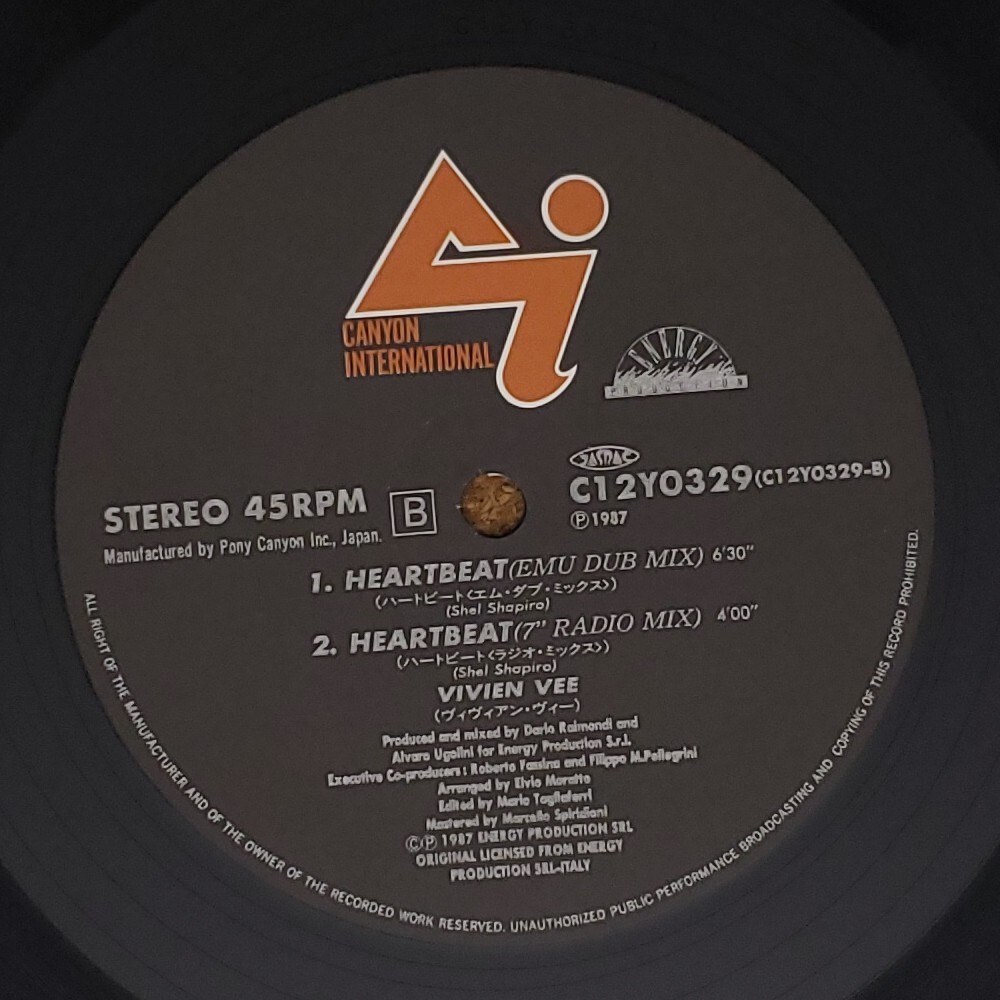 CANYON
INTERNATIONAL
ENERGY
PRODUCTION
JASRAC
STEREO 45RPM B C12Y0329(C12Y0329-B)
Manufactured by Pony Canyon Inc., Japan. Ⓟ1987
1. HEARTBEAT(EMU DUB MIX) 6'30"
(ハートビート〈エム・ダブ・ミックス〉)
(Shel Shapiro)
2. HEARTBEAT(7" RADIO MIX) 4'00"
(ハートビート〈ラジオ・ミックス〉)
(Shel Shapiro)
VIVIEN VEE
(ヴィヴィアン・ヴィー)
Produced and mixed by Dario Raimondi and
Alvaro Ugolini for Energy Production S.r.l.
Executive Co-producers : Roberto Fassina and Filippo M.Pellegrini
Arranged by Elvio Moratto
Edited by Mario Tagliaferri
Mastered by Marcello Spiridioni
ⒸⓅ 1987 ENERGY PRODUCTION SRL
ORIGINAL LICENSED FROM ENERGY
PRODUCTION SRL-ITALY
ALL RIGHT OF THE MANUFACTURER AND OF THE OWNER OF THE RECORDED WORK RESERVED. UNAUTHORIZED PUBLIC PERFORMANCE BROADCASTING AND COPYING OF THIS RECORD PROHIBITED.